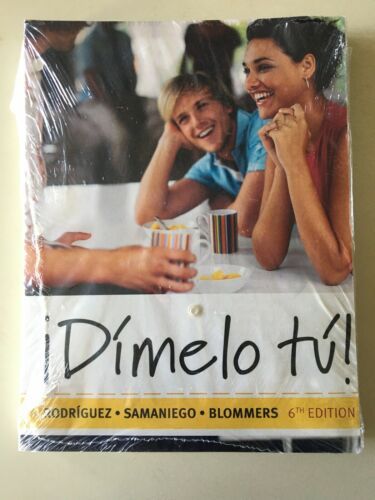 ¡Dímelo tú!
RODRÍGUEZ • SAMANIEGO • BLOMMERS 6TH EDITION